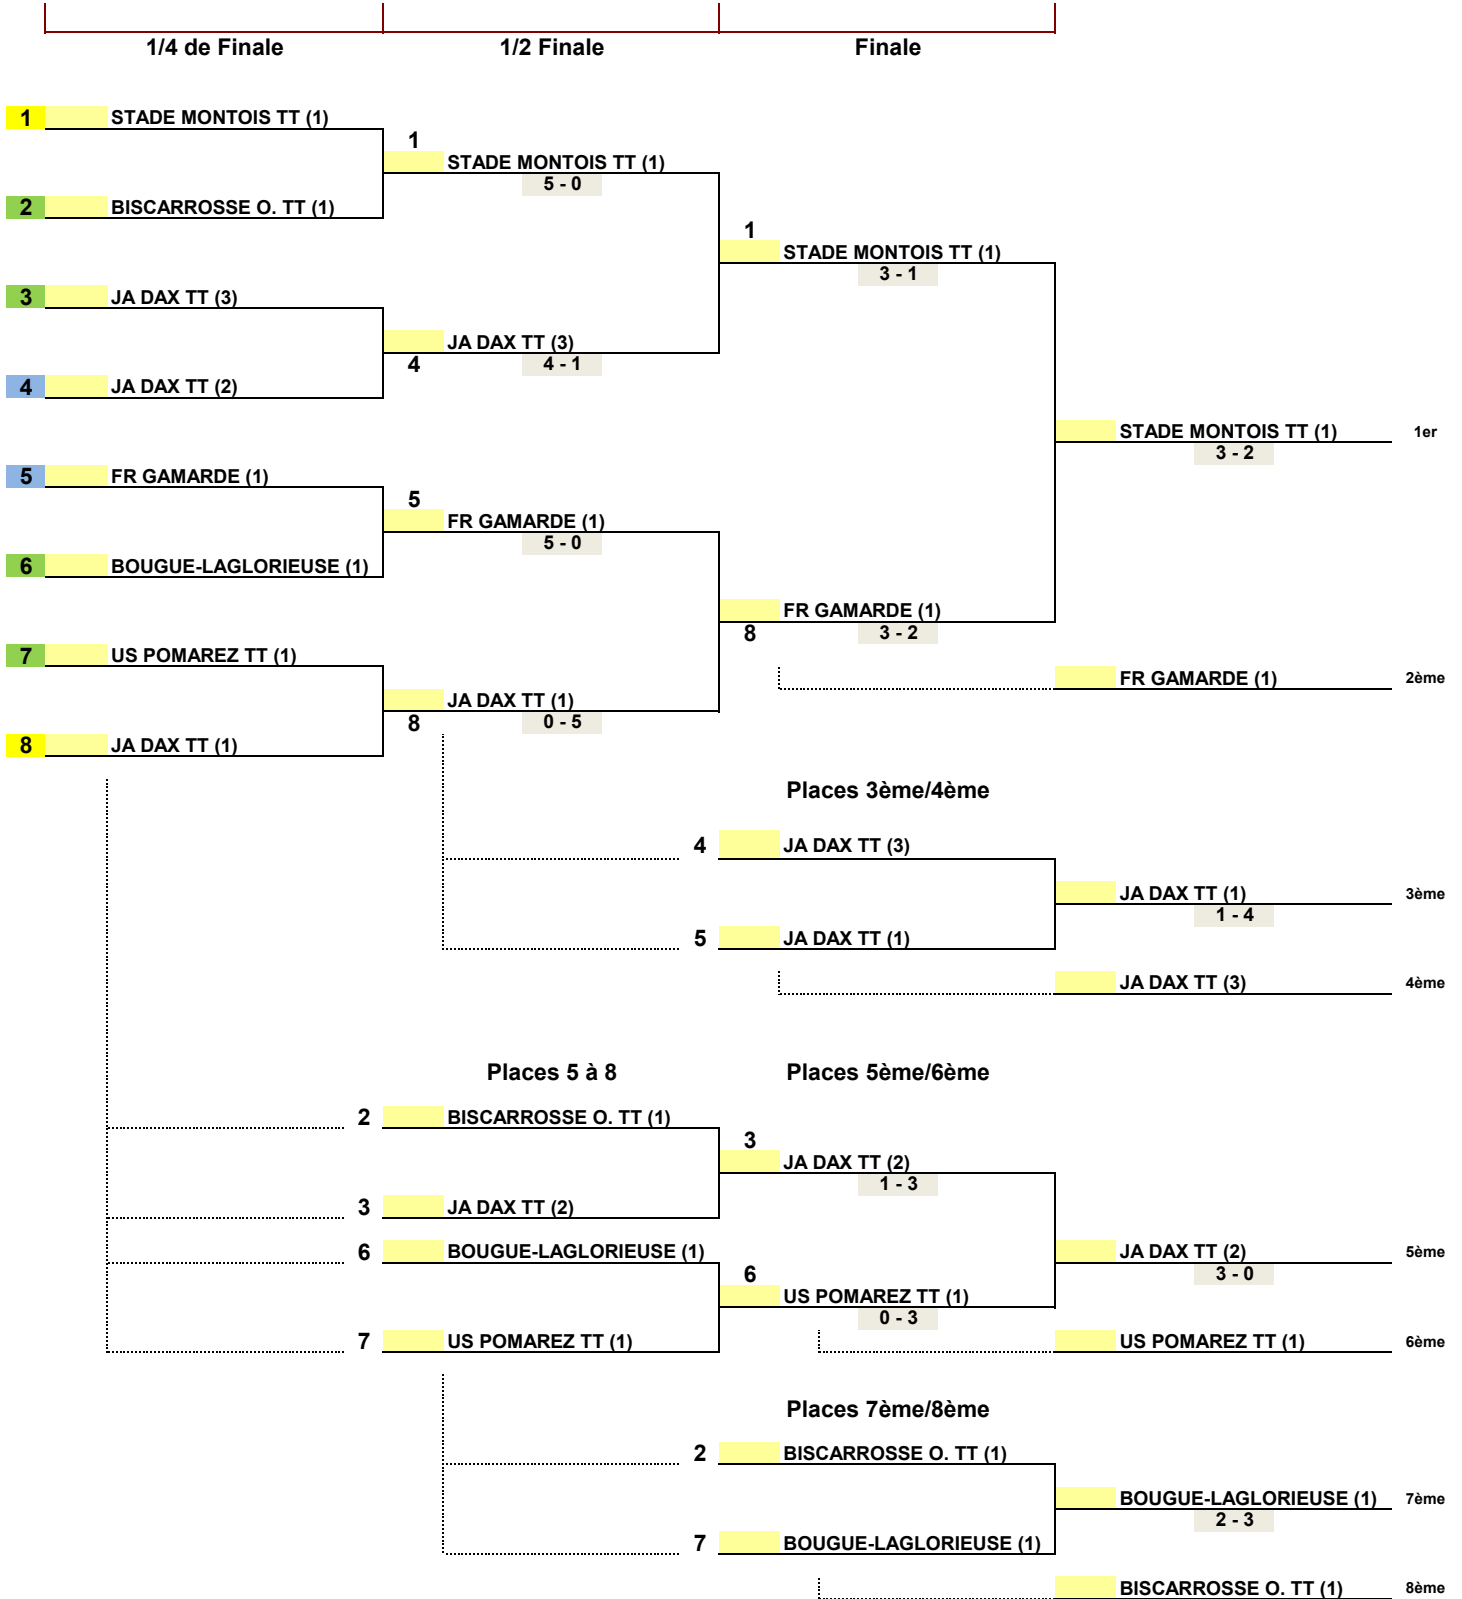 1/4 de Finale 1/2 Finale Finale
1 STADE MONTOIS TT (1)
1
STADE MONTOIS TT (1)
5 - 0
2 BISCARROSSE O. TT (1)
1
STADE MONTOIS TT (1)
3 - 1
3 JA DAX TT (3)
JA DAX TT (3)
4 4 - 1
4 JA DAX TT (2)
STADE MONTOIS TT (1) 1er
3 - 2
5 FR GAMARDE (1)
5
FR GAMARDE (1)
5 - 0
6 BOUGUE-LAGLORIEUSE (1)
FR GAMARDE (1)
8 3 - 2
7 US POMAREZ TT (1)
FR GAMARDE (1) 2ème
JA DAX TT (1)
8 0 - 5
8 JA DAX TT (1)
Places 3ème/4ème
4 JA DAX TT (3)
JA DAX TT (1) 3ème
1 - 4
5 JA DAX TT (1)
JA DAX TT (3) 4ème
Places 5 à 8 Places 5ème/6ème
2 BISCARROSSE O. TT (1)
3
JA DAX TT (2)
1 - 3
3 JA DAX TT (2)
6 BOUGUE-LAGLORIEUSE (1)
JA DAX TT (2) 5ème
3 - 0
6
US POMAREZ TT (1)
0 - 3
7 US POMAREZ TT (1)
US POMAREZ TT (1) 6ème
Places 7ème/8ème
2 BISCARROSSE O. TT (1)
BOUGUE-LAGLORIEUSE (1) 7ème
2 - 3
7 BOUGUE-LAGLORIEUSE (1)
BISCARROSSE O. TT (1) 8ème